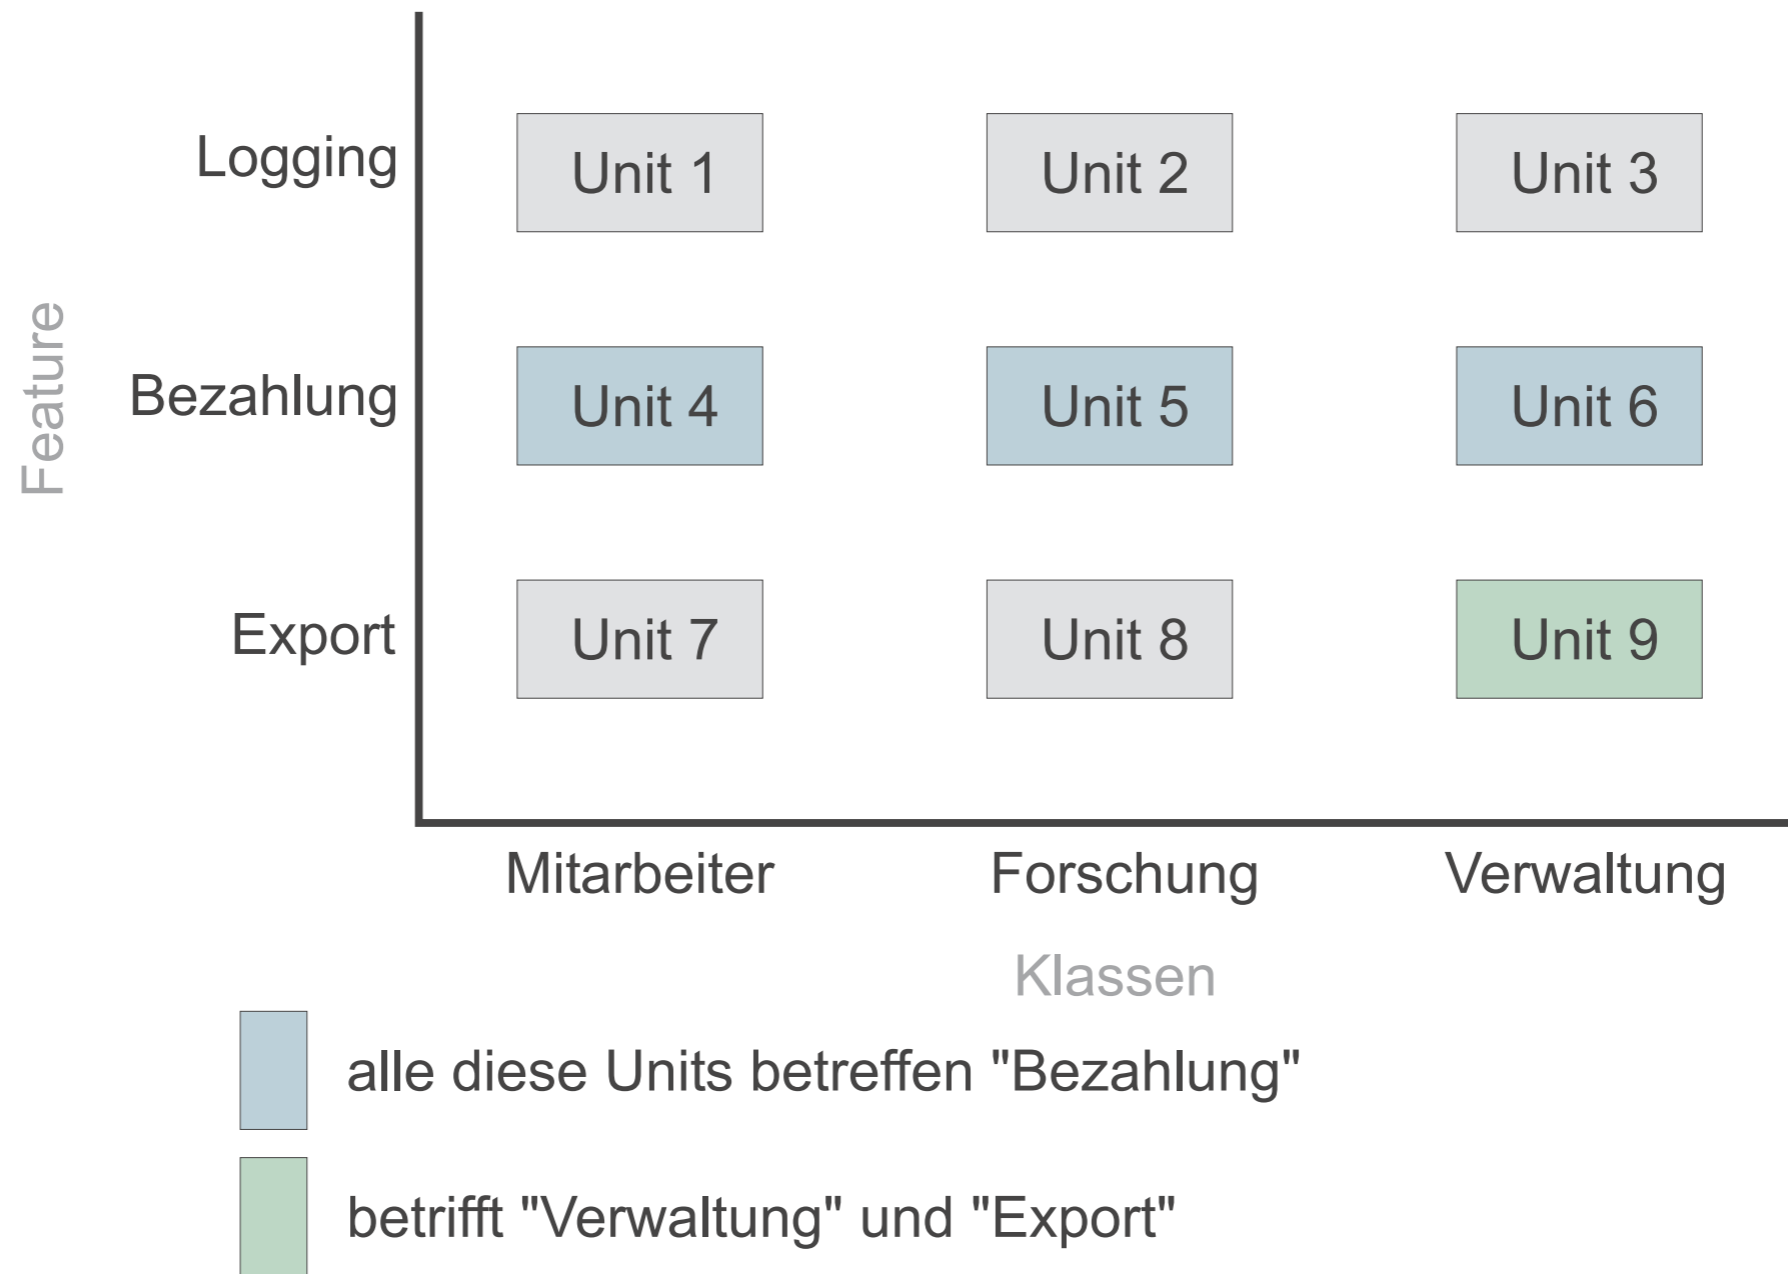 Feature
Logging
Unit 1
Unit 2
Unit 3
Bezahlung
Unit 4
Unit 5
Unit 6
Export
Unit 7
Unit 8
Unit 9
Mitarbeiter
Forschung
Verwaltung
Klassen
alle diese Units betreffen "Bezahlung"
betrifft "Verwaltung" und "Export"